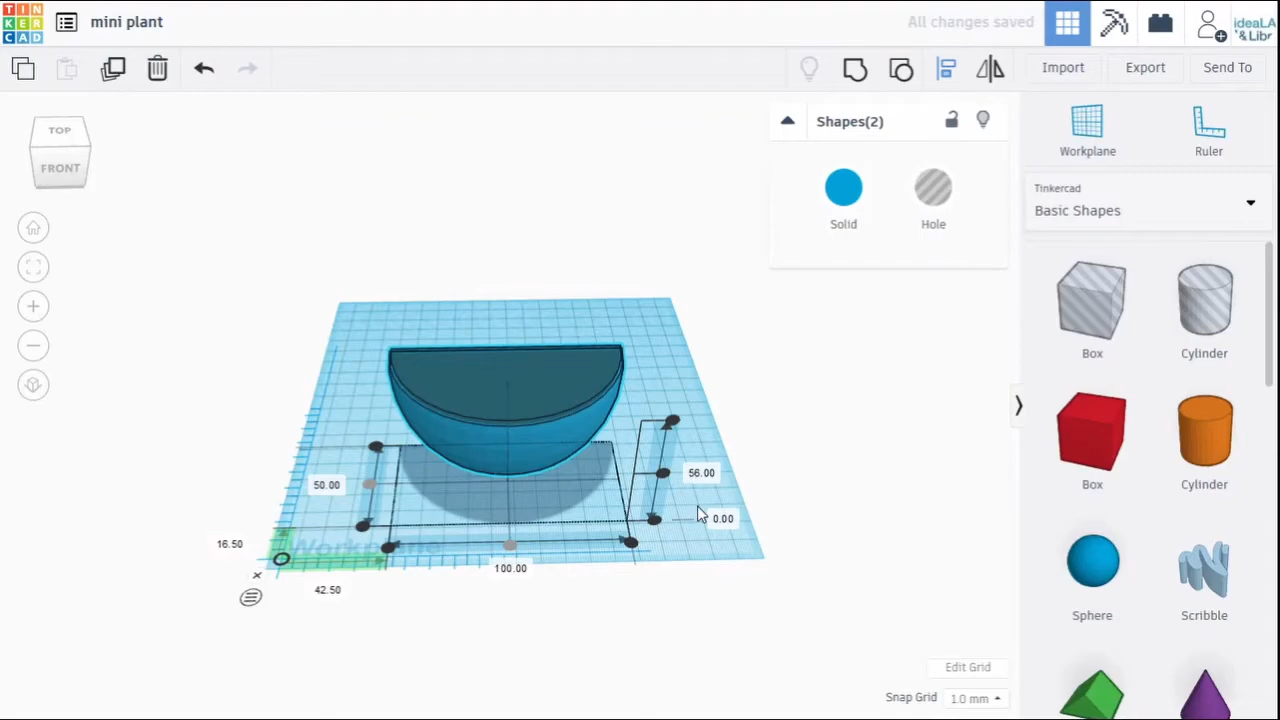 TIN
KER
CAD
mini plant
All changes saved
ideaLA
&Libr
Import
Export
Send To
TOP
FRONT
Shapes(2)
Solid
Hole
Workplane
Ruler
Tinkercad
Basic Shapes
Box
Cylinder
Box
Cylinder
56.00
50.00
0.00
16.50
Workplane
100.00
42.50
Sphere
Scribble
Edit Grid
Snap Grid
1.0 mm